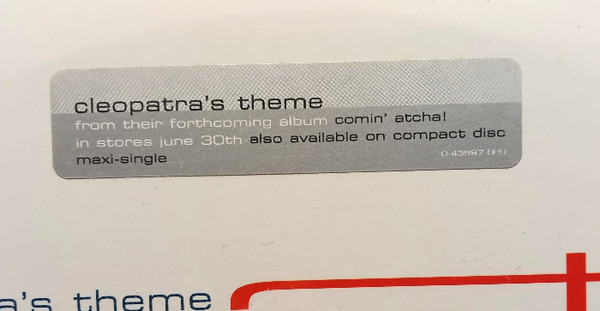 cleopatra's theme
from their forthcoming album comin' atcha!
in stores june 30th also available on compact disc
maxi-single
0-43997 (#1)
a's theme